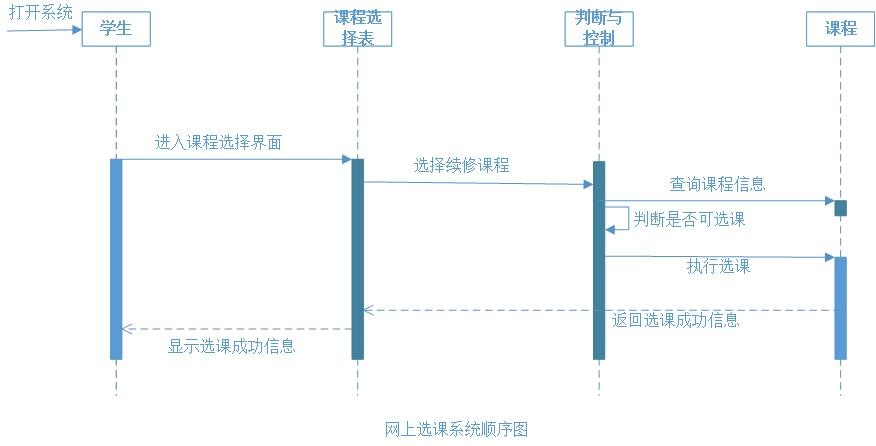 打开系统
学生
课程选
择表
判断与
控制
课程
进入课程选择界面
选择续修课程
查询课程信息
判断是否可选课
执行选课
返回选课成功信息
显示选课成功信息
网上选课系统顺序图